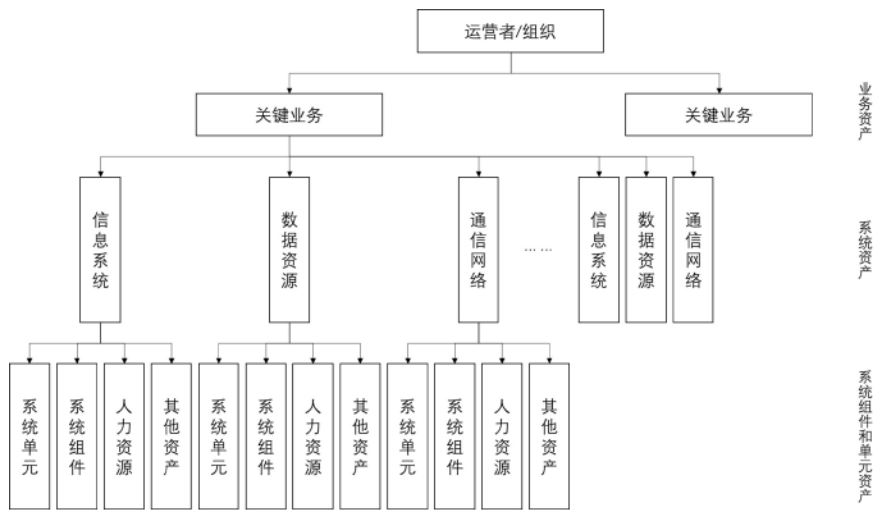 运营者/组织
关键业务
关键业务
业务资产
信息系统
数据资源
通信网络
... ...
信息系统
数据资源
通信网络
系统资产
系统单元
系统组件
人力资源
其他资产
系统单元
系统组件
人力资源
其他资产
系统单元
系统组件
人力资源
其他资产
系统组件和单元资产